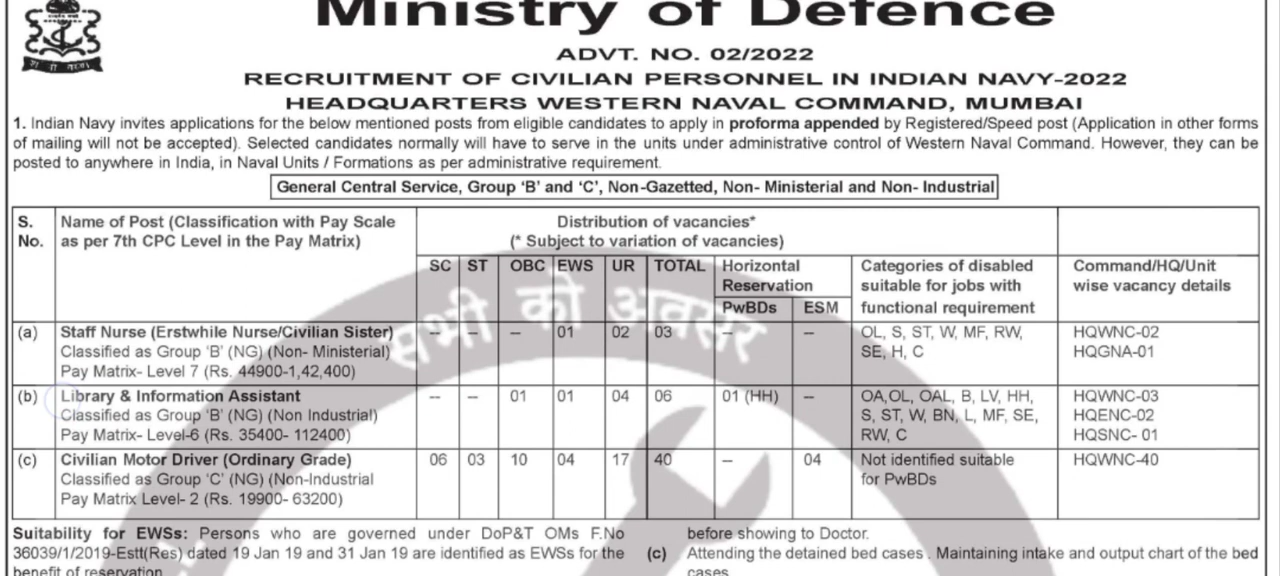 Ministry of Defence
ADVT. NO. 02/2022
RECRUITMENT OF CIVILIAN PERSONNEL IN INDIAN NAVY-2022
HEADQUARTERS WESTERN NAVAL COMMAND, MUMBAI
1. Indian Navy invites applications for the below mentioned posts from eligible candidates to apply in proforma appended by Registered/Speed post (Application in other forms
of mailing will not be accepted). Selected candidates normally will have to serve in the units under administrative control of Western Naval Command. However, they can be
posted to anywhere in India, in Naval Units / Formations as per administrative requirement.
General Central Service, Group ‘B’ and ‘C’, Non-Gazetted, Non- Ministerial and Non- Industrial
S. Name of Post (Classification with Pay Scale Distribution of vacancies*
No. as per 7th CPC Level in the Pay Matrix) (* Subject to variation of vacancies)
SC ST OBC EWS UR TOTAL Horizontal Categories of disabled Command/HQ/Unit
Reservation suitable for jobs with wise vacancy details
PwBDs ESM functional requirement
सभी को अवसर
(a) Staff Nurse (Erstwhile Nurse/Civilian Sister) -- -- -- 01 02 03 -- -- OL, S, ST, W, MF, RW, HQWNC-02
Classified as Group ‘B’ (NG) (Non- Ministerial) SE, H, C HQGNA-01
Pay Matrix- Level 7 (Rs. 44900-1,42,400)
(b) Library & Information Assistant -- -- 01 01 04 06 01 (HH) -- OA,OL, OAL, B, LV, HH, HQWNC-03
Classified as Group ‘B’ (NG) (Non Industrial) S, ST, W, BN, L, MF, SE, HQENC-02
Pay Matrix- Level-6 (Rs. 35400- 112400) RW, C HQSNC- 01
(c) Civilian Motor Driver (Ordinary Grade) 06 03 10 04 17 40 -- 04 Not identified suitable HQWNC-40
Classified as Group ‘C’ (NG) (Non-Industrial for PwBDs
Pay Matrix Level- 2 (Rs. 19900- 63200)
Suitability for EWSs: Persons who are governed under DoP&T OMs F.No
36039/1/2019-Estt(Res) dated 19 Jan 19 and 31 Jan 19 are identified as EWSs for the
benefit of reservation.
before showing to Doctor.
(c) Attending the detained bed cases . Maintaining intake and output chart of the bed
cases.